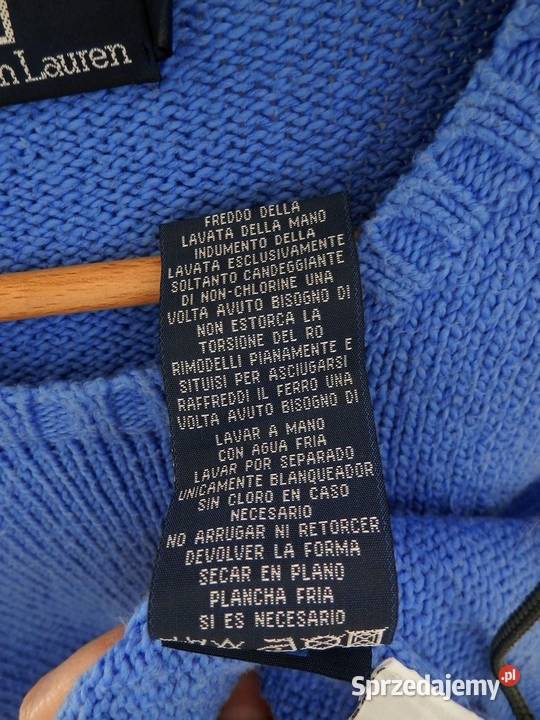 n Lauren
FREDDO DELLA
LAVATA DELLA MANO
INDUMENTO DELLA
LAVATA ESCLUSIVAMENTE
SOLTANTO CANDEGGIANTE
DI NON-CHLORINE UNA
VOLTA AVUTO BISOGNO DI
NON ESTORCA LA
TORSIONE DEL RO
RIMODELLI PIANAMENTE E
SITUISI PER ASCIUGARSI
RAFFREDDI IL FERRO UNA
VOLTA AVUTO BISOGNO DI
LAVAR A MANO
CON AGUA FRIA
LAVAR POR SEPARADO
UNICAMENTE BLANQUEADOR
SIN CLORO EN CASO
NECESARIO
NO ARRUGAR NI RETORCER
DEVOLVER LA FORMA
SECAR EN PLANO
PLANCHA FRIA
SI ES NECESARIO
Sprzedajemy.pl